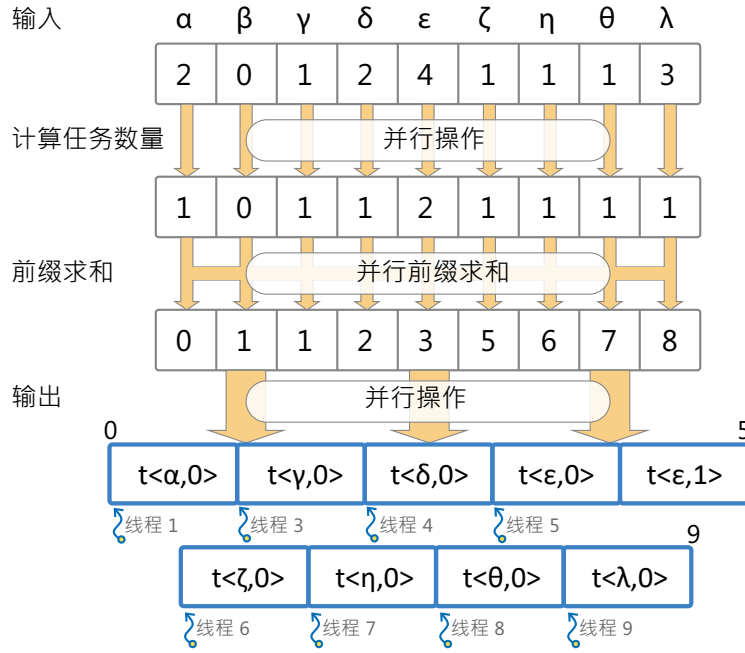 输入 α β γ δ ε ζ η θ λ
2 0 1 2 4 1 1 1 3
计算任务数量 并行操作
1 0 1 1 2 1 1 1 1
前缀求和 并行前缀求和
0 1 1 2 3 5 6 7 8
输出 并行操作
0 5
t<α,0> t<γ,0> t<δ,0> t<ε,0> t<ε,1>
线程 1 线程 3 线程 4 线程 5
9
t<ζ,0> t<η,0> t<θ,0> t<λ,0>
线程 6 线程 7 线程 8 线程 9